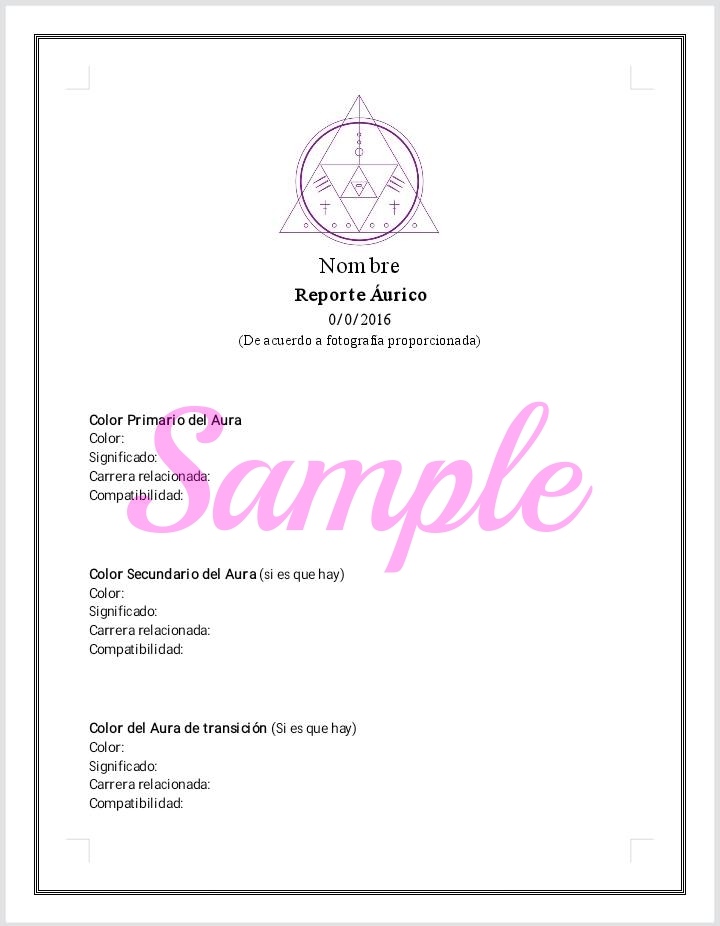 Nombre
Reporte Áurico
0/0/2016
(De acuerdo a fotografía proporcionada)
Color Primario del Aura
Color:
Significado:
Carrera relacionada:
Compatibilidad:
Sample
Color Secundario del Aura (si es que hay)
Color:
Significado:
Carrera relacionada:
Compatibilidad:
Color del Aura de transición (Si es que hay)
Color:
Significado:
Carrera relacionada:
Compatibilidad: